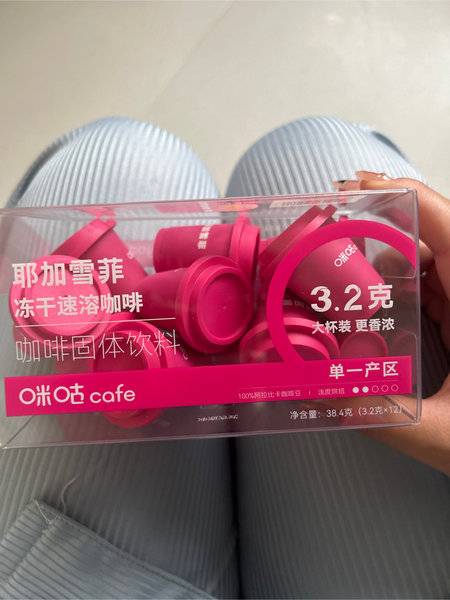 耶加雪菲
冻干速溶咖啡
咖啡固体饮料
咪咕
3.2克
大杯装 更香浓
单一产区
咪咕 cafe
100%阿拉比卡咖啡豆 | 浅度烘焙
净含量：38.4克（3.2克×12）